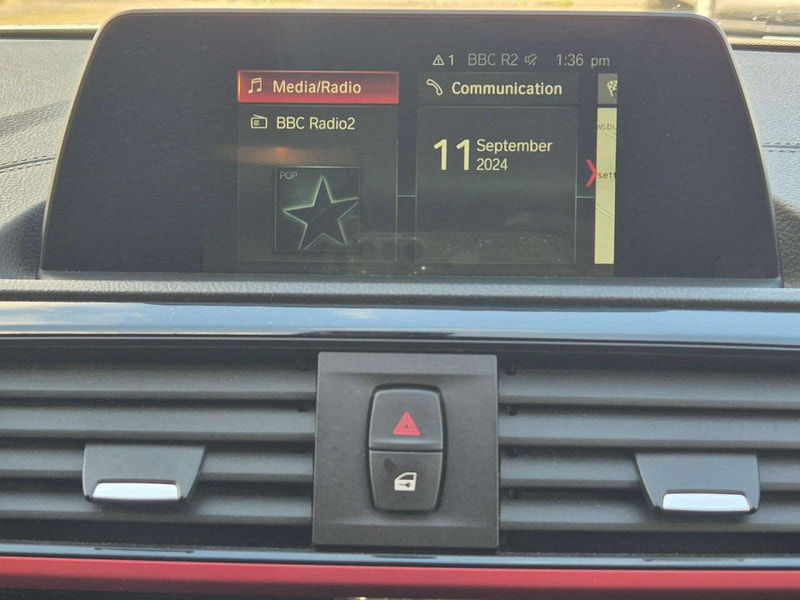 1 BBC R2 1:36 pm
Media/Radio
Communication
BBC Radio2
11 September
2024
POP